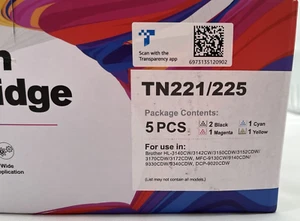 n
idge
Scan with the
Transparency app
6973135120902
TN221/225
Package Contents:
5 PCS
2 Black
1 Cyan
1 Magenta
1 Yellow
For use in:
Brother HL-3140CW/3142CW/3150CDW/3152CDW/
3170CDW/3172CDW, MFC-9130CW/9140CDN/
9330CDW/9340CDW, DCP-9020CDW
(List may not contain all models)
Wide
Application